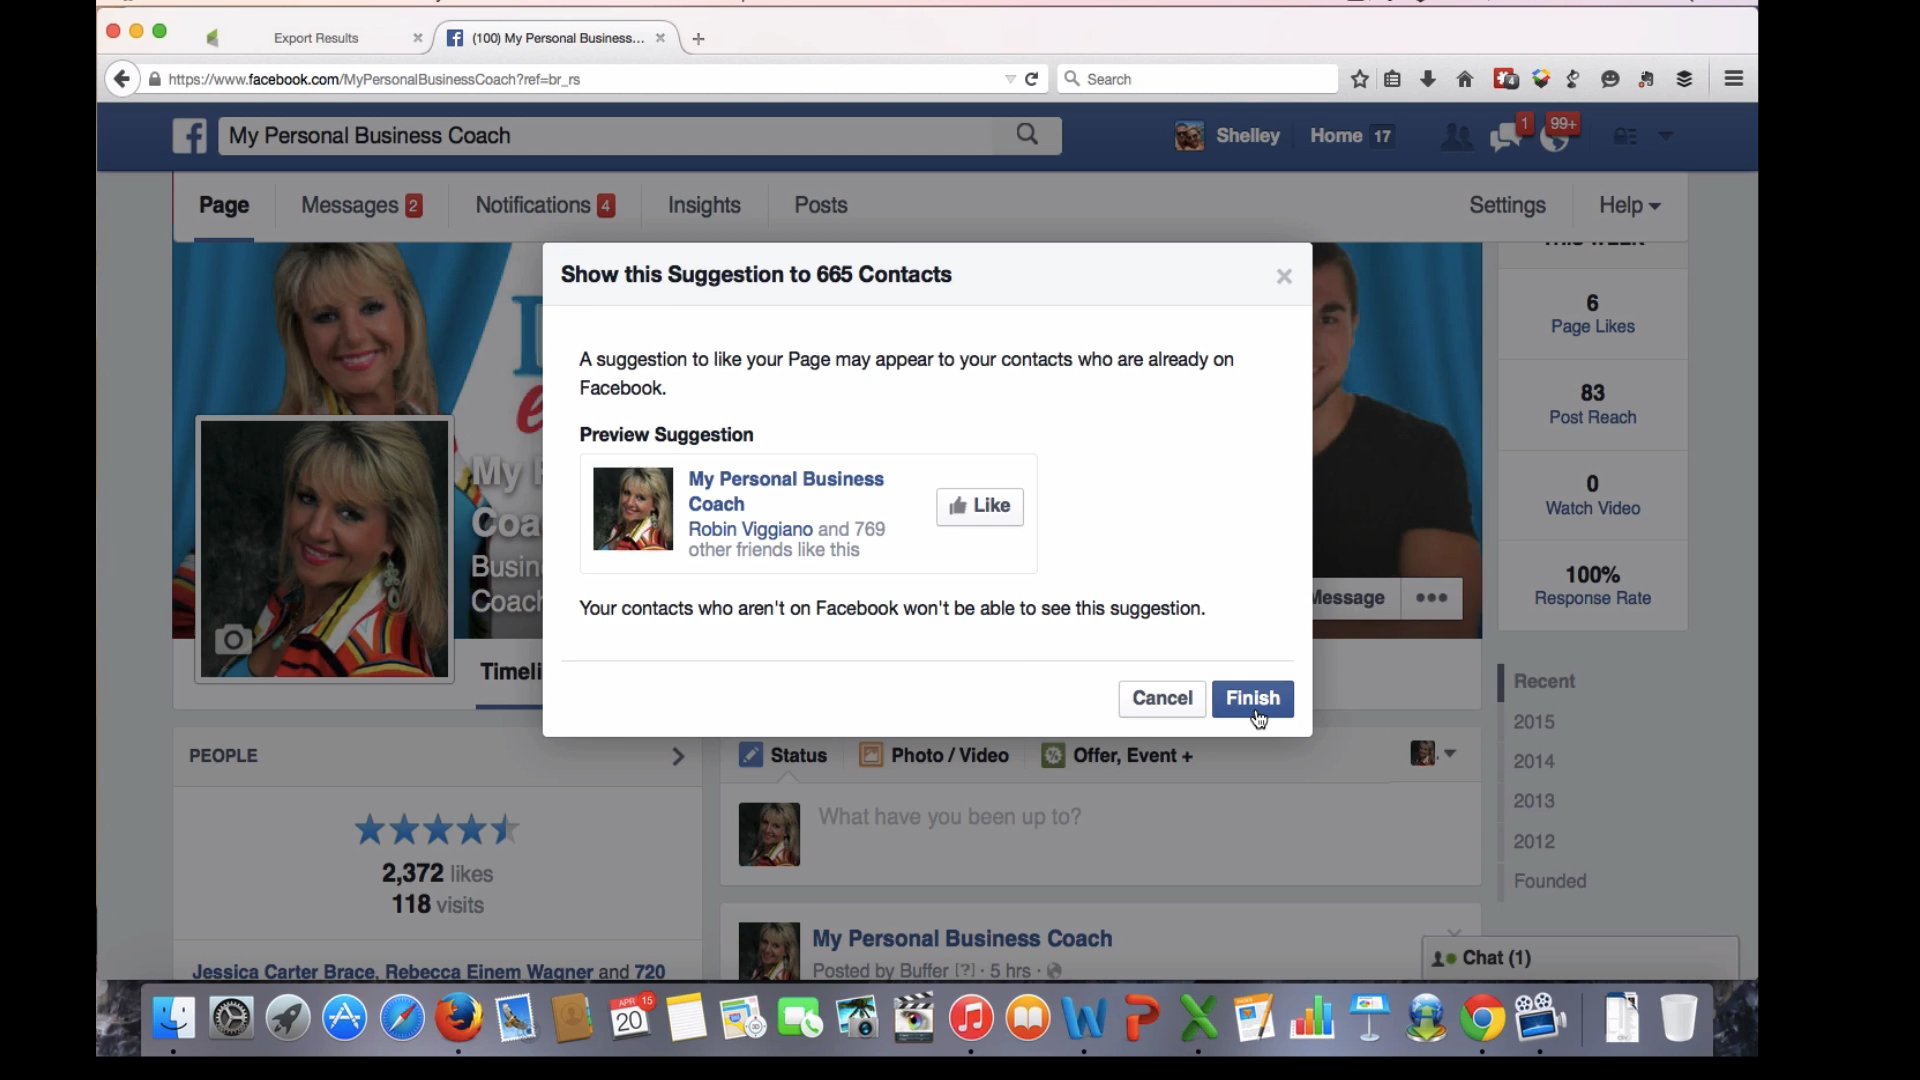 Export Results
(100) My Personal Business...
https://www.facebook.com/MyPersonalBusinessCoach?ref=br_rs
Search
My Personal Business Coach
Shelley
Home 17
1
99+
Page
Messages 2
Notifications 4
Insights
Posts
Settings
Help
Show this Suggestion to 665 Contacts
A suggestion to like your Page may appear to your contacts who are already on
Facebook.
Preview Suggestion
My Personal Business
Coach
Robin Viggiano and 769
other friends like this
Like
Your contacts who aren't on Facebook won't be able to see this suggestion.
Cancel
Finish
6
Page Likes
83
Post Reach
0
Watch Video
100%
Response Rate
Message
Recent
2015
2014
2013
2012
Founded
PEOPLE
2,372 likes
118 visits
Jessica Carter Brace, Rebecca Einem Wagner and 720
Status
Photo / Video
Offer, Event +
What have you been up to?
My Personal Business Coach
Posted by Buffer [?] · 5 hrs ·
Chat (1)
APR
20
15